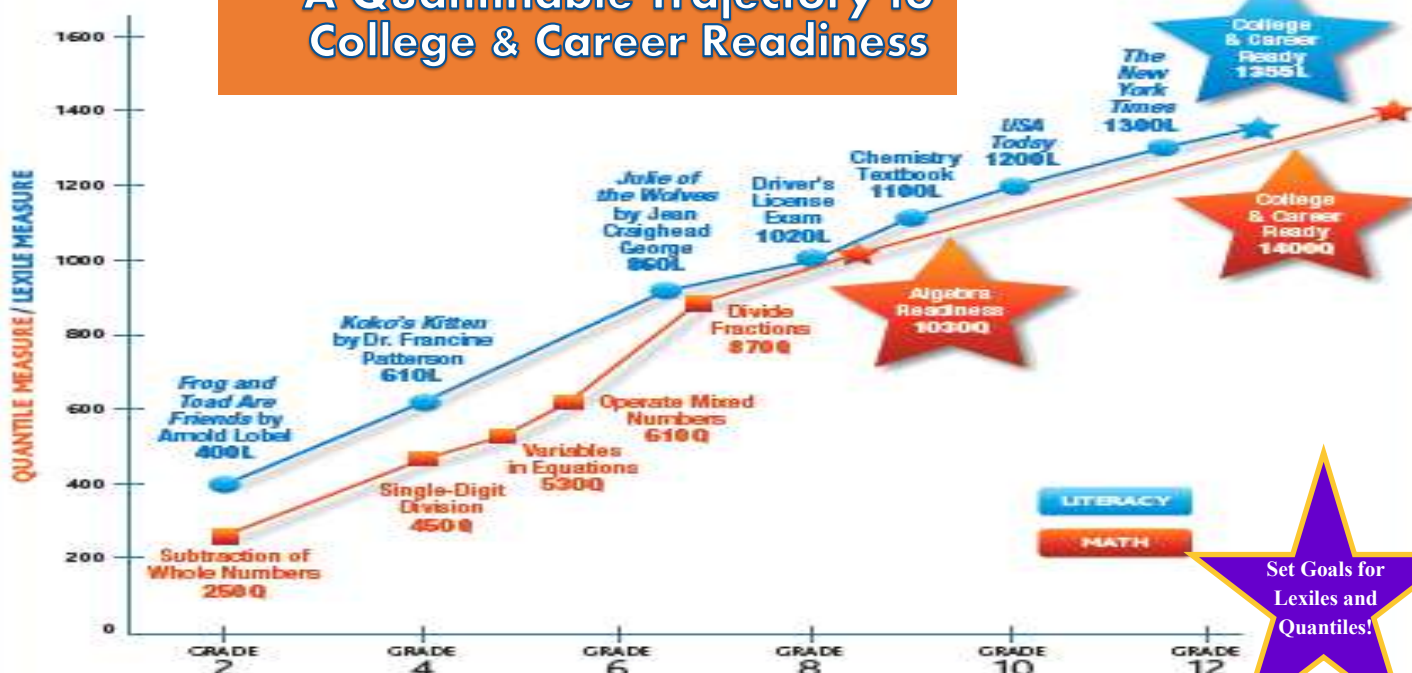 A Quantifiable Trajectory to
College & Career Readiness
QUANTILE MEASURE / LEXILE MEASURE
1600
1400
1200
1000
800
600
400
200
0
Frog and
Toad Are
Friends by
Arnold Lobel
400L
Koko's Kitten
by Dr. Francine
Patterson
610L
Julie of
the Wolves
by Jean
Craighead
George
860L
Driver's
License
Exam
1020L
Chemistry
Textbook
1100L
USA
Today
1200L
The
New
York
Times
1300L
College
& Career
Ready
1355L
Subtraction of
Whole Numbers
250Q
Single-Digit
Division
450Q
Variables
in Equations
530Q
Operate Mixed
Numbers
610Q
Divide
Fractions
870Q
Algebra
Readiness
1030Q
College
& Career
Ready
1400Q
LITERACY
MATH
Set Goals for
Lexiles and
Quantiles!
GRADE
2
GRADE
4
GRADE
6
GRADE
8
GRADE
10
GRADE
12